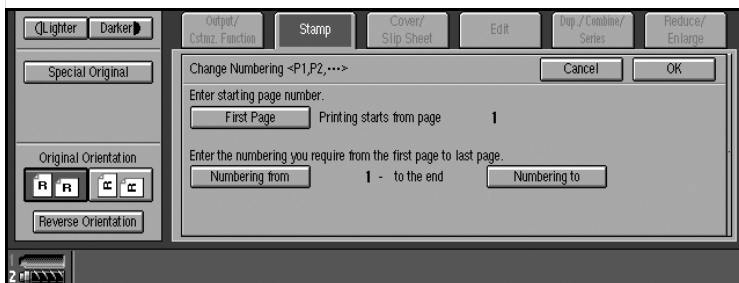 Lighter Darker
Special Original
Original Orientation
R R R R
Reverse Orientation
1
2
Output/
Cstmz. Function
Stamp
Cover/
Slip Sheet
Edit
Dup./Combine/
Series
Reduce/
Enlarge
Change Numbering <P1,P2,···> Cancel OK
Enter starting page number.
First Page Printing starts from page 1
Enter the numbering you require from the first page to last page.
Numbering from 1 - to the end Numbering to